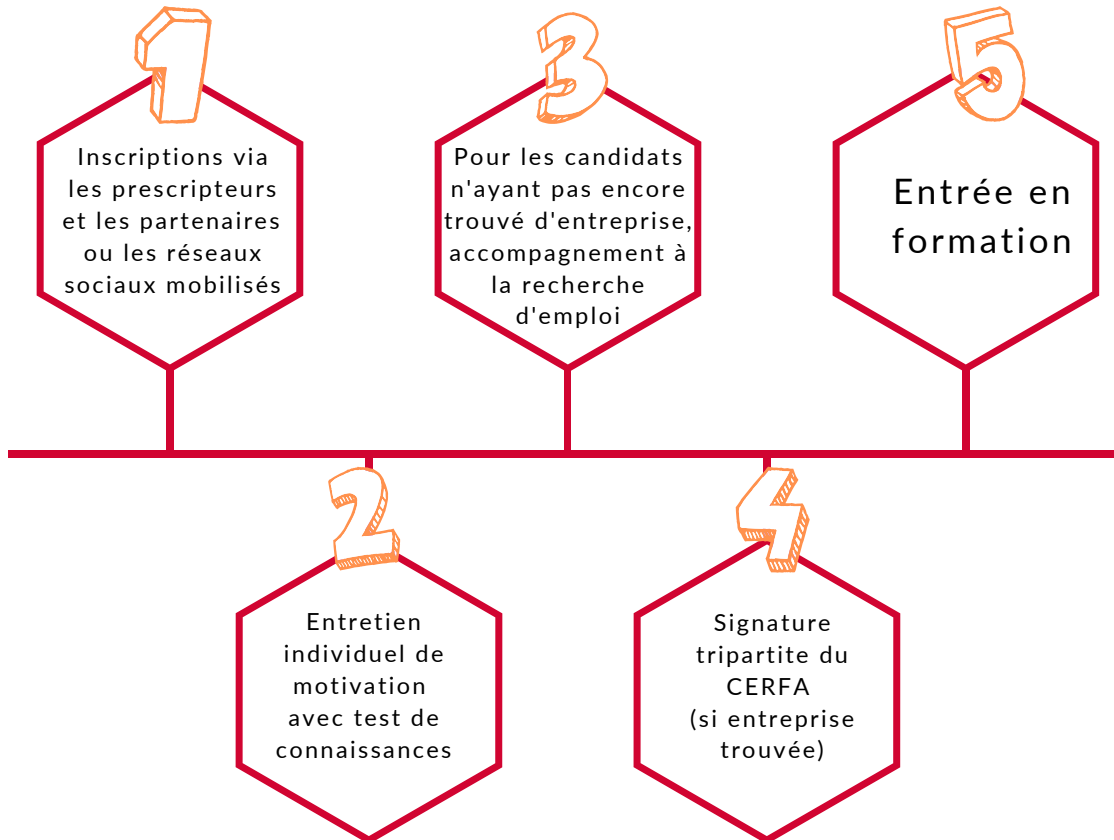 1
Inscriptions via
les prescripteurs
et les partenaires
ou les réseaux
sociaux mobilisés
2
Entretien
individuel de
motivation
avec test de
connaissances
3
Pour les candidats
n'ayant pas encore
trouvé d'entreprise,
accompagnement à
la recherche
d'emploi
4
Signature
tripartite du
CERFA
(si entreprise
trouvée)
5
Entrée en
formation